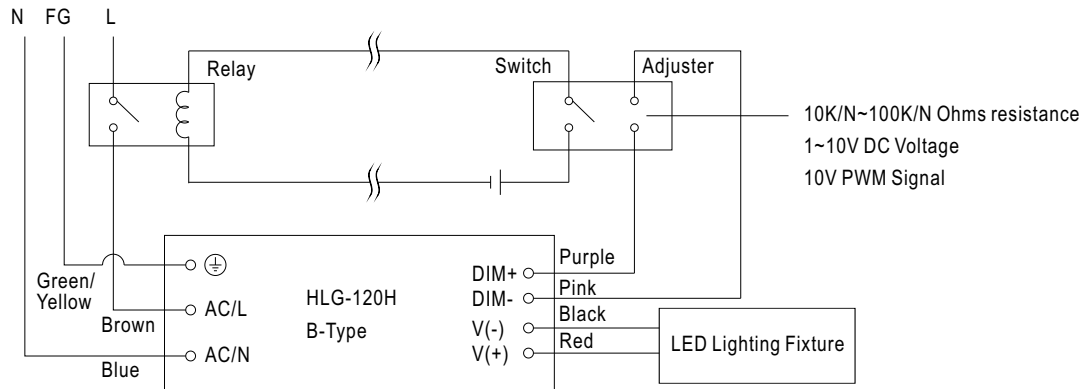 N FG L
Relay
Switch
Adjuster
10K/N~100K/N Ohms resistance
1~10V DC Voltage
10V PWM Signal
Green/
Yellow
Brown
Blue
AC/L
AC/N
HLG-120H
B-Type
DIM+
DIM-
V(-)
V(+)
Purple
Pink
Black
Red
LED Lighting Fixture